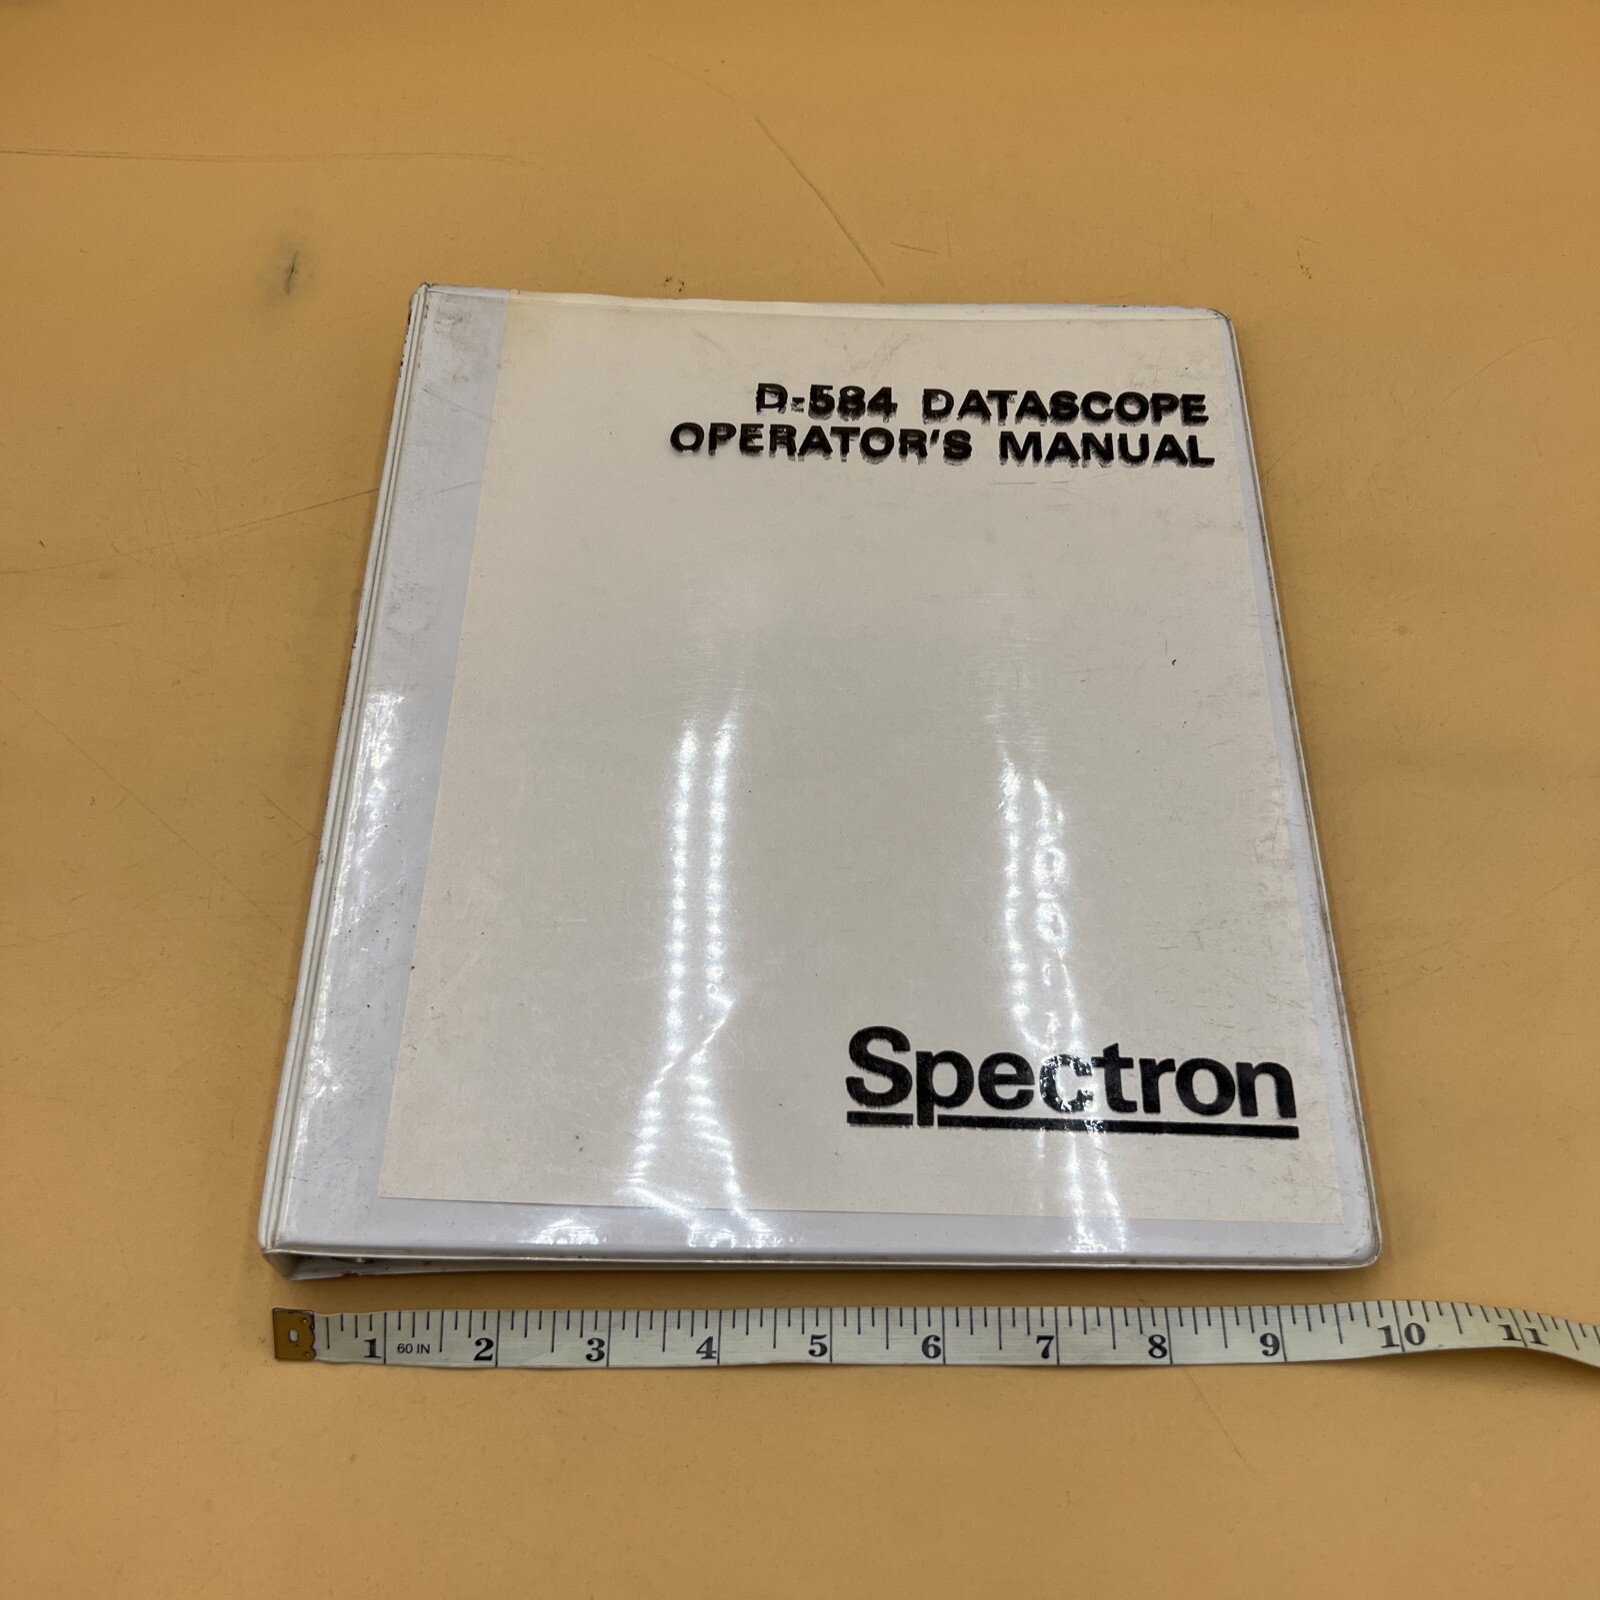 D-584 DATASCOPE
OPERATOR'S MANUAL
Spectron
1 60 IN 2 3 4 5 6 7 8 9 10 11